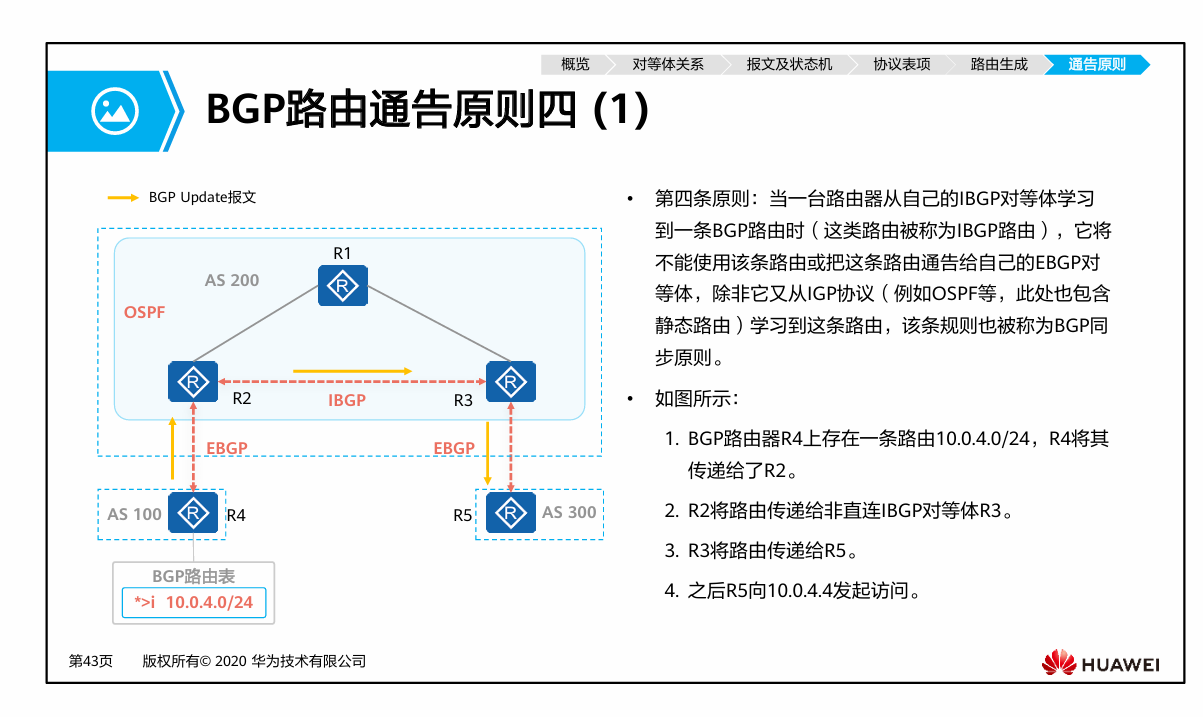 概览 对等体关系 报文及状态机 协议表项 路由生成 通告原则
BGP路由通告原则四 (1)
BGP Update报文
R1
AS 200
OSPF
R
R
R
R2
IBGP
R3
EBGP
EBGP
AS 100
R
R4
R5
R
AS 300
BGP路由表
*>i 10.0.4.0/24
• 第四条原则：当一台路由器从自己的IBGP对等体学习
到一条BGP路由时（这类路由被称为IBGP路由），它将
不能使用该条路由或把这条路由通告给自己的EBGP对
等体，除非它又从IGP协议（例如OSPF等，此处也包含
静态路由）学习到这条路由，该条规则也被称为BGP同
步原则。
• 如图所示：
1. BGP路由器R4上存在一条路由10.0.4.0/24，R4将其
传递给了R2。
2. R2将路由传递给非直连IBGP对等体R3。
3. R3将路由传递给R5。
4. 之后R5向10.0.4.4发起访问。
第43页 版权所有© 2020 华为技术有限公司
HUAWEI